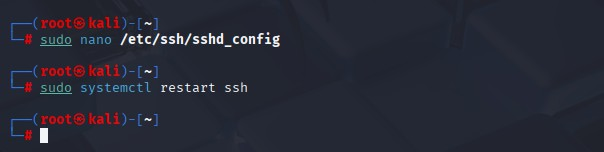 ┌──(root㉿kali)-[~]
└─# sudo nano /etc/ssh/sshd_config
┌──(root㉿kali)-[~]
└─# sudo systemctl restart ssh
┌──(root㉿kali)-[~]
└─#